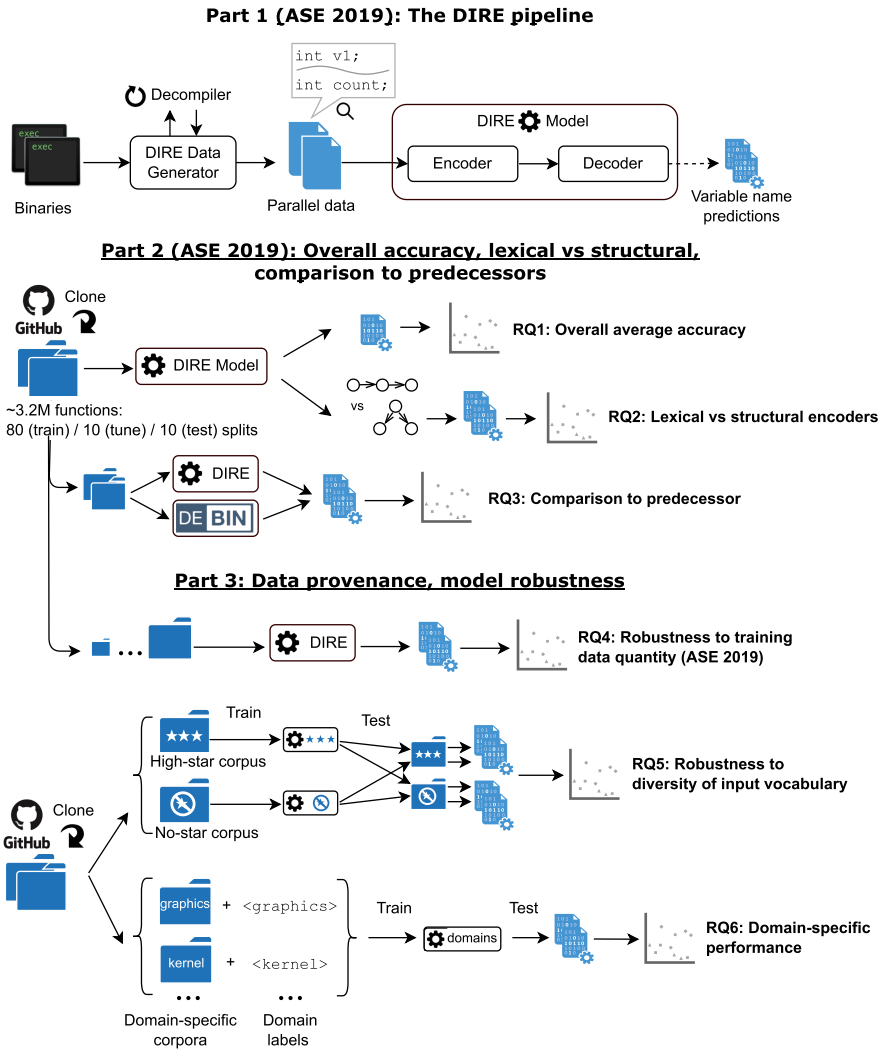 Part 1 (ASE 2019): The DIRE pipeline
int v1;
int count;
Decompiler
exec
exec
DIRE Data
Generator
DIRE Model
Encoder
Decoder
Binaries
Parallel data
Variable name
predictions
Part 2 (ASE 2019): Overall accuracy, lexical vs structural,
comparison to predecessors
Clone
GitHub
DIRE Model
RQ1: Overall average accuracy
~3.2M functions:
80 (train) / 10 (tune) / 10 (test) splits
vs
RQ2: Lexical vs structural encoders
DIRE
DEBIN
RQ3: Comparison to predecessor
Part 3: Data provenance, model robustness
DIRE
RQ4: Robustness to training
data quantity (ASE 2019)
Train
Test
High-star corpus
No-star corpus
RQ5: Robustness to
diversity of input vocabulary
Clone
GitHub
graphics + <graphics>
kernel + <kernel>
Train
domains
Test
RQ6: Domain-specific
performance
Domain-specific
corpora
Domain
labels